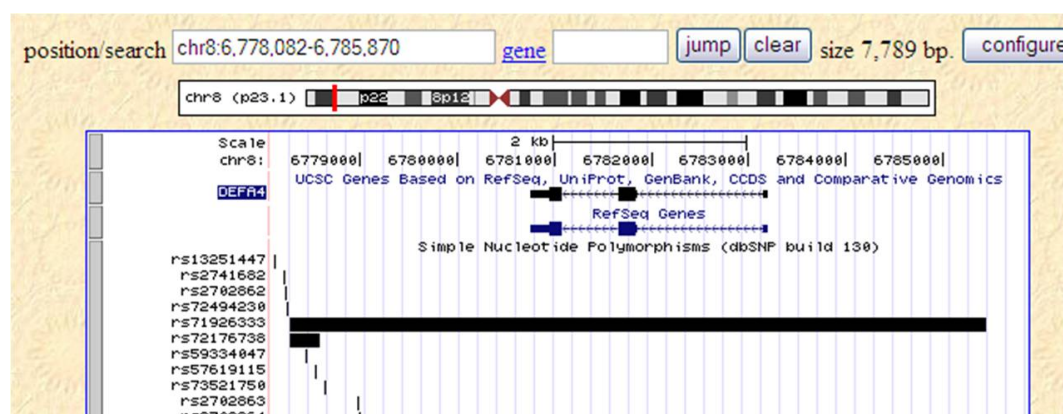 position/search chr8:6,778,082-6,785,870 gene jump clear size 7,789 bp. configure
chr8 (p23.1) p22 8p12
Scale 2 kb
chr8: 6779000 6780000 6781000 6782000 6783000 6784000 6785000
UCSC Genes Based on RefSeq, UniProt, GenBank, CCDS and Comparative Genomics
DEFA4
RefSeq Genes
Simple Nucleotide Polymorphisms (dbSNP build 130)
rs13251447
rs2741682
rs2702862
rs72494230
rs71926333
rs72176738
rs59334047
rs57619115
rs73521750
rs2702863